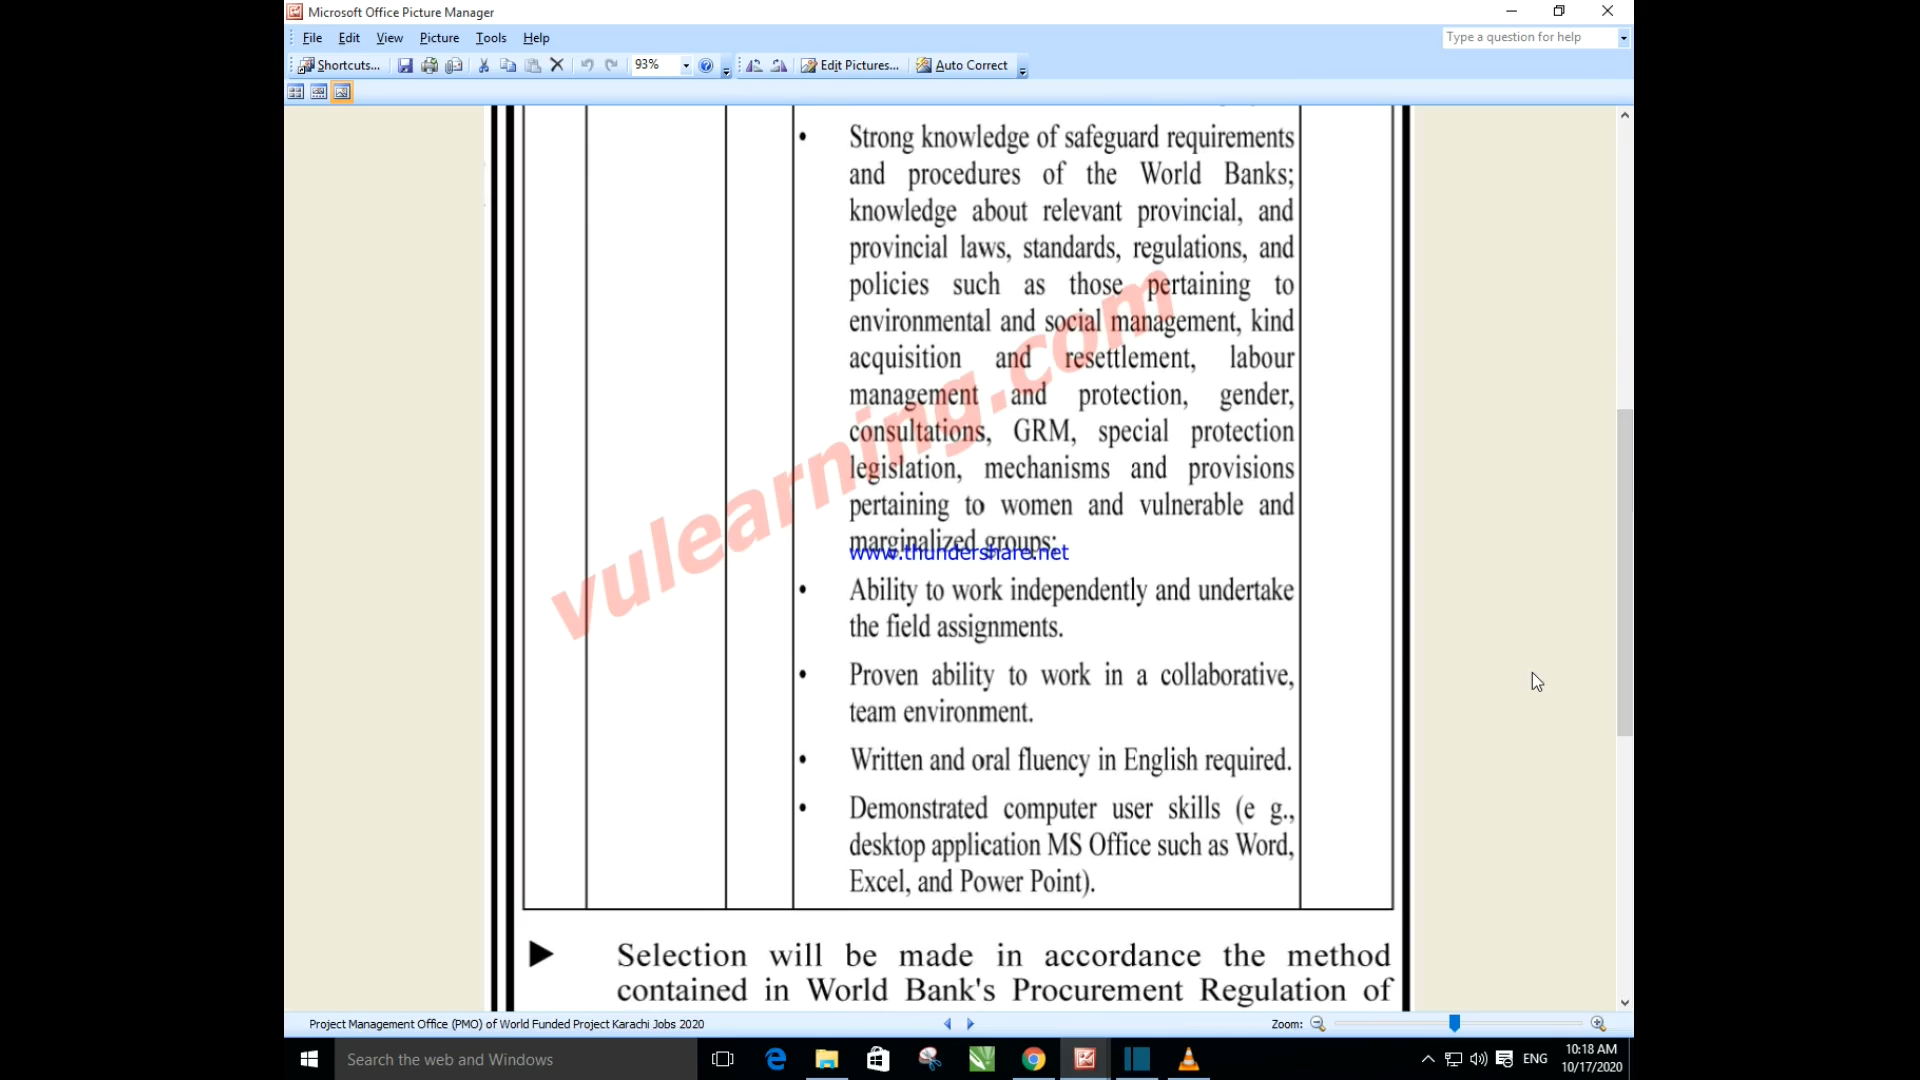 Microsoft Office Picture Manager
File Edit View Picture Tools Help
Type a question for help
Shortcuts...
93%
Edit Pictures...
Auto Correct
• Strong knowledge of safeguard requirements
and procedures of the World Banks;
knowledge about relevant provincial, and
provincial laws, standards, regulations, and
policies such as those pertaining to
environmental and social management, kind
acquisition and resettlement, labour
management and protection, gender,
consultations, GRM, special protection
legislation, mechanisms and provisions
pertaining to women and vulnerable and
marginalized groups;
www.thundershare.net
vulearning.com
• Ability to work independently and undertake
the field assignments.
• Proven ability to work in a collaborative,
team environment.
• Written and oral fluency in English required.
• Demonstrated computer user skills (e g.,
desktop application MS Office such as Word,
Excel, and Power Point).
Selection will be made in accordance the method
contained in World Bank's Procurement Regulation of
Project Management Office (PMO) of World Funded Project Karachi Jobs 2020
Zoom:
Search the web and Windows
ENG
10:18 AM
10/17/2020